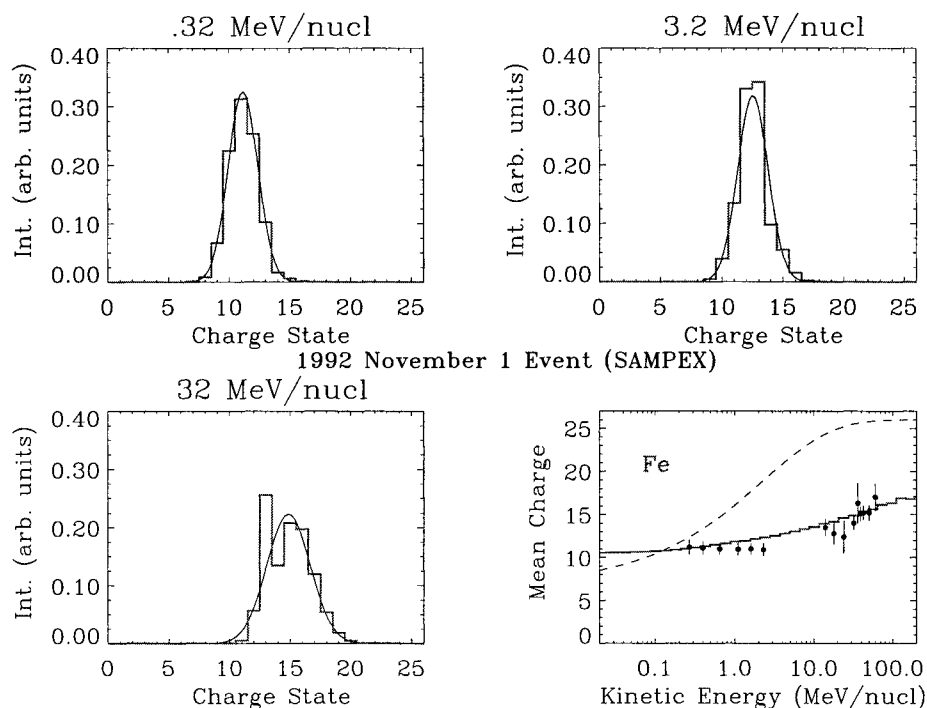 .32 MeV/nucl
3.2 MeV/nucl
Int. (arb. units)
0.40
0.30
0.20
0.10
0.00
0 5 10 15 20 25
Charge State
Int. (arb. units)
0.40
0.30
0.20
0.10
0.00
0 5 10 15 20 25
Charge State
1992 November 1 Event (SAMPEX)
32 MeV/nucl
Int. (arb. units)
0.40
0.30
0.20
0.10
0.00
0 5 10 15 20 25
Charge State
Mean Charge
25
20
15
10
5
0
Fe
0.1 1.0 10.0 100.0
Kinetic Energy (MeV/nucl)